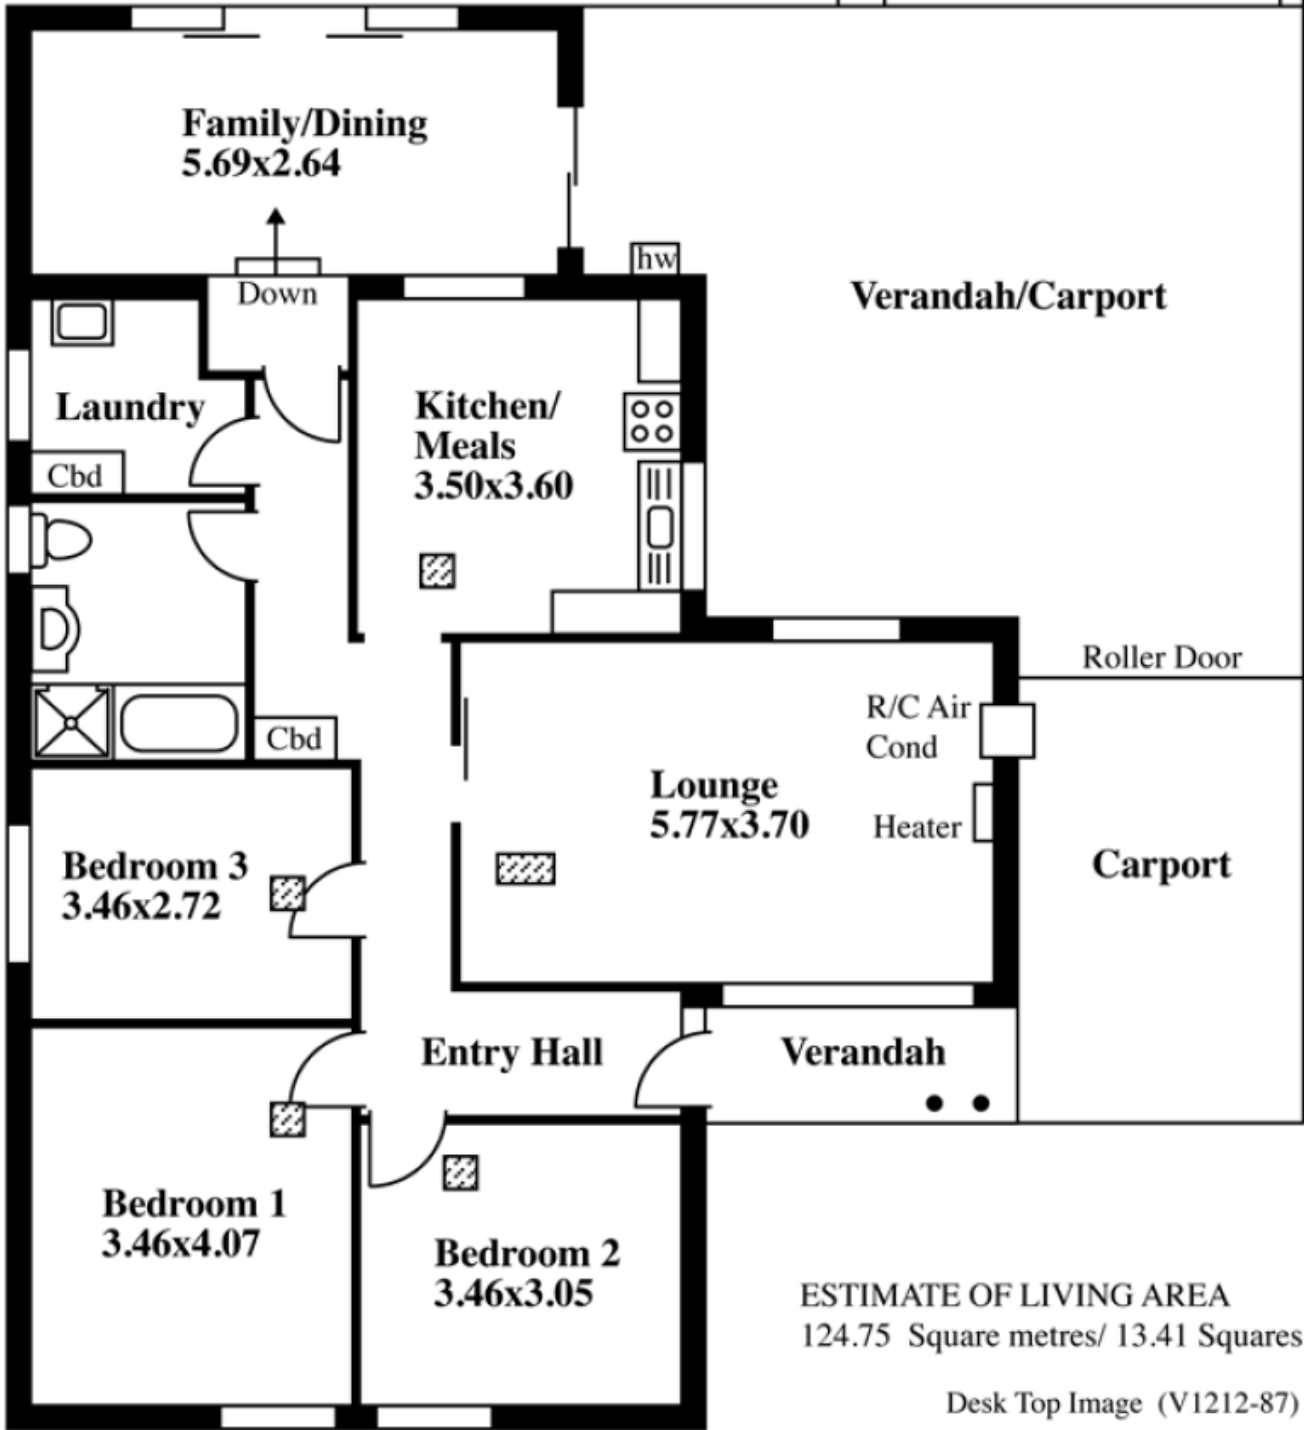 Family/Dining
5.69x2.64
hw
Down
Verandah/Carport
Laundry
Cbd
Kitchen/
Meals
3.50x3.60
Roller Door
R/C Air
Cond
Cbd
Lounge
5.77x3.70
Heater
Carport
Bedroom 3
3.46x2.72
Entry Hall
Verandah
Bedroom 1
3.46x4.07
Bedroom 2
3.46x3.05
ESTIMATE OF LIVING AREA
124.75 Square metres/ 13.41 Squares
Desk Top Image (V1212-87)